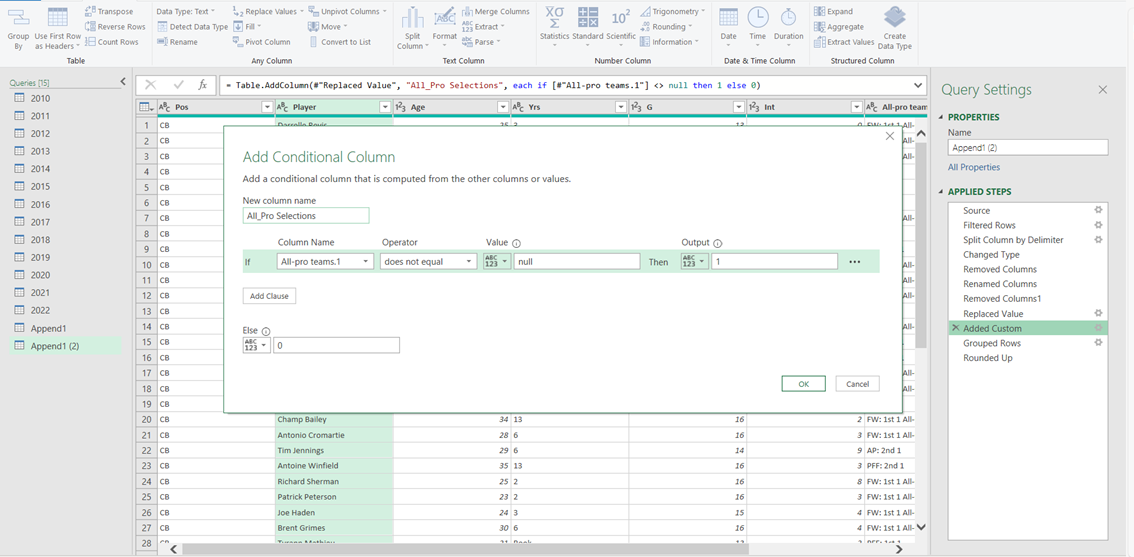 Group By
Use First Row as Headers
Transpose
Reverse Rows
Count Rows
Table
Data Type: Text
Detect Data Type
Rename
Replace Values
Fill
Pivot Column
Unpivot Columns
Move
Convert to List
Any Column
Split Column
Format
Merge Columns
Extract
Parse
Text Column
Statistics
Standard
Scientific
Trigonometry
Rounding
Information
Number Column
Date
Time
Duration
Date & Time Column
Expand
Aggregate
Extract Values
Create Data Type
Structured Column
Queries [15]
2010
2011
2012
2013
2014
2015
2016
2017
2018
2019
2020
2021
2022
Append1
Append1 (2)
= Table.AddColumn(#"Replaced Value", "All_Pro Selections", each if [#"All-pro teams.1"] <> null then 1 else 0)
Pos Player Age Yrs G Int All-pro team
1 CB Darrelle Revis 25 3 13 0 FW: 1st 1 All-
2 CB
3 CB
4 CB
5 CB
6 CB
7 CB
8 CB
9 CB
10 CB
11 CB
12 CB
13 CB
14 CB
15 CB
16 CB
17 CB
18 CB
19 CB
20 CB Champ Bailey 34 13 16 2 FW: 1st 1 All-
21 CB Antonio Cromartie 28 6 16 3 FW: 1st 1 All-
22 CB Tim Jennings 29 6 14 9 AP: 2nd 1
23 CB Antoine Winfield 35 13 16 3 PFF: 2nd 1
24 CB Richard Sherman 25 2 16 8 FW: 1st 1 All-
25 CB Patrick Peterson 23 2 16 7 FW: 1st 1 All-
26 CB Joe Haden 24 3 15 4 FW: 1st 1 All-
27 CB Brent Grimes 30 6 16 4 FW: 1st 1 All-
28 CB Tyrann Mathieu 21 Rook 13 2 PFF: 1st 1
Add Conditional Column
Add a conditional column that is computed from the other columns or values.
New column name
All_Pro Selections
Column Name Operator Value Output
If All-pro teams.1 does not equal ABC 123 null Then ABC 123 1 ...
Add Clause
Else
ABC 123 0
OK Cancel
Query Settings
PROPERTIES
Name
Append1 (2)
All Properties
APPLIED STEPS
Source
Filtered Rows
Split Column by Delimiter
Changed Type
Removed Columns
Renamed Columns
Removed Columns1
Replaced Value
Added Custom
Grouped Rows
Rounded Up